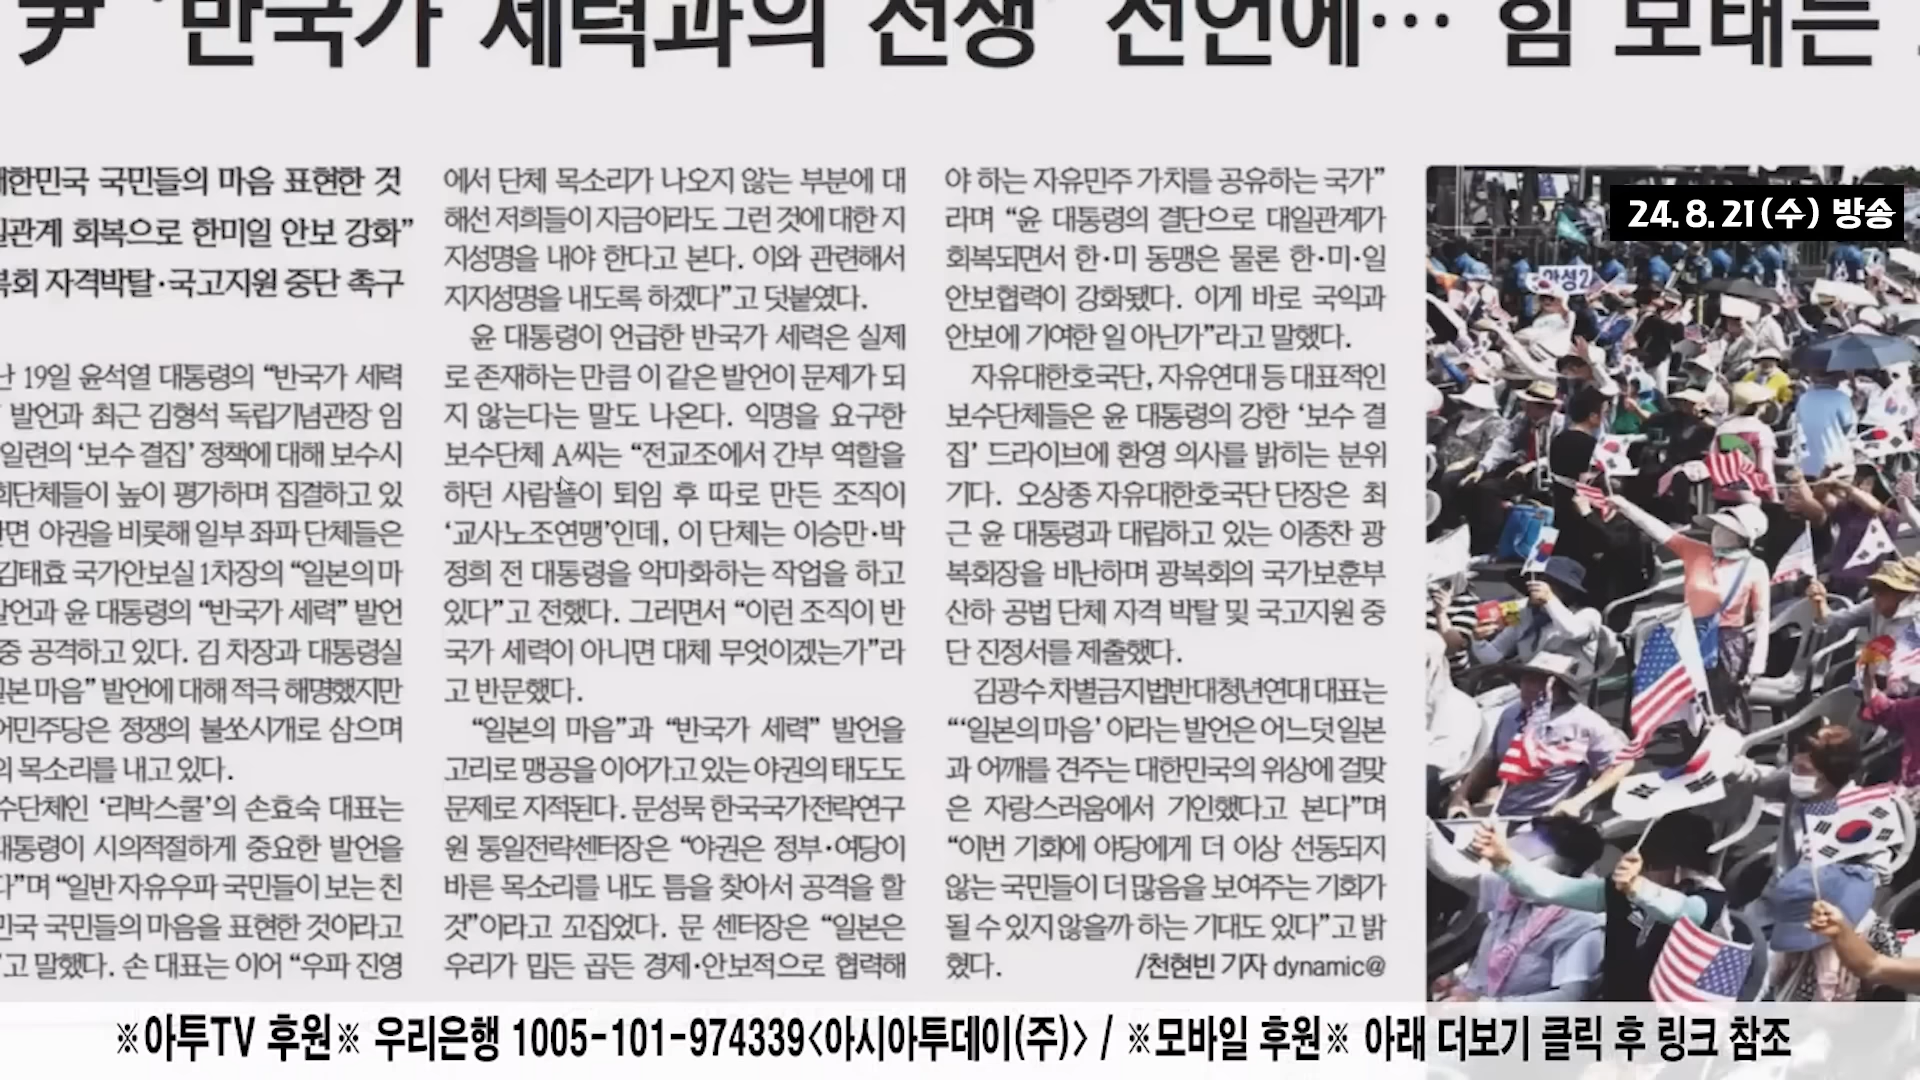 尹 '반국가 세력과의 전쟁' 선언에… 힘 모태는
24.8.21(수) 방송
대한민국 국민들의 마음 표현한 것
일관계 회복으로 한미일 안보 강화”
복회 자격박탈·국고지원 중단 촉구
난 19일 윤석열 대통령의 “반국가 세력
발언과 최근 김형석 독립기념관장 임
일련의 ‘보수 결집’ 정책에 대해 보수시
회단체들이 높이 평가하며 집결하고 있
반면 야권을 비롯해 일부 좌파 단체들은
김태효 국가안보실 1차장의 “일본의 마
발언과 윤 대통령의 “반국가 세력” 발언
중 공격하고 있다. 김 차장과 대통령실
일본 마음” 발언에 대해 적극 해명했지만
어민주당은 정쟁의 불쏘시개로 삼으며
의 목소리를 내고 있다.
수단체인 ‘리박스쿨’의 손효숙 대표는
대통령이 시의적절하게 중요한 발언을
다”며 “일반 자유우파 국민들이 보는 친
민국 국민들의 마음을 표현한 것이라고
”고 말했다. 손 대표는 이어 “우파 진영
에서 단체 목소리가 나오지 않는 부분에 대
해선 저희들이 지금이라도 그런 것에 대한 지
지성명을 내야 한다고 본다. 이와 관련해서
지지성명을 내도록 하겠다”고 덧붙였다.
윤 대통령이 언급한 반국가 세력은 실제
로 존재하는 만큼 이 같은 발언이 문제가 되
지 않는다는 말도 나온다. 익명을 요구한
보수단체 A씨는 “전교조에서 간부 역할을
하던 사람들이 퇴임 후 따로 만든 조직이
‘교사노조연맹’인데, 이 단체는 이승만·박
정희 전 대통령을 악마화하는 작업을 하고
있다”고 전했다. 그러면서 “이런 조직이 반
국가 세력이 아니면 대체 무엇이겠는가”라
고 반문했다.
“일본의 마음”과 “반국가 세력” 발언을
고리로 맹공을 이어가고 있는 야권의 태도도
문제로 지적된다. 문성묵 한국국가전략연구
원 통일전략센터장은 “야권은 정부·여당이
바른 목소리를 내도 틈을 찾아서 공격을 할
것”이라고 꼬집었다. 문 센터장은 “일본은
우리가 밉든 곱든 경제·안보적으로 협력해
야 하는 자유민주 가치를 공유하는 국가”
라며 “윤 대통령의 결단으로 대일관계가
회복되면서 한·미 동맹은 물론 한·미·일
안보협력이 강화됐다. 이게 바로 국익과
안보에 기여한 일 아닌가”라고 말했다.
자유대한호국단, 자유연대 등 대표적인
보수단체들은 윤 대통령의 강한 ‘보수 결
집’ 드라이브에 환영 의사를 밝히는 분위
기다. 오상종 자유대한호국단 단장은 최
근 윤 대통령과 대립하고 있는 이종찬 광
복회장을 비난하며 광복회의 국가보훈부
산하 공법 단체 자격 박탈 및 국고지원 중
단 진정서를 제출했다.
김광수 차별금지법반대청년연대 대표는
“‘일본의 마음’ 이라는 발언은 어느덧 일본
과 어깨를 견주는 대한민국의 위상에 걸맞
은 자랑스러움에서 기인했다고 본다”며
“이번 기회에 야당에게 더 이상 선동되지
않는 국민들이 더 많음을 보여주는 기회가
될 수 있지 않을까 하는 기대도 있다”고 밝
혔다. /천현빈 기자 dynamic@
※아투TV 후원※ 우리은행 1005-101-974339<아시아투데이(주)> / ※모바일 후원※ 아래 더보기 클릭 후 링크 참조